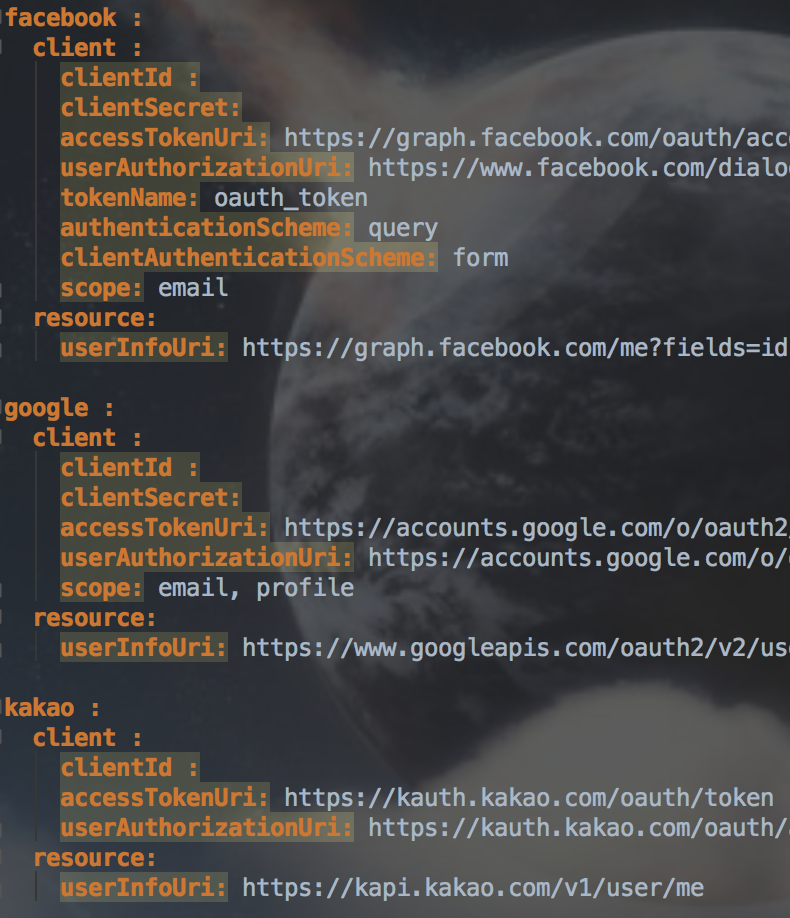 facebook :
client :
clientId :
clientSecret:
accessTokenUri: https://graph.facebook.com/oauth/acc
userAuthorizationUri: https://www.facebook.com/dialo
tokenName: oauth_token
authenticationScheme: query
clientAuthenticationScheme: form
scope: email
resource:
userInfoUri: https://graph.facebook.com/me?fields=id
google :
client :
clientId :
clientSecret:
accessTokenUri: https://accounts.google.com/o/oauth2/
userAuthorizationUri: https://accounts.google.com/o/
scope: email, profile
resource:
userInfoUri: https://www.googleapis.com/oauth2/v2/us
kakao :
client :
clientId :
accessTokenUri: https://kauth.kakao.com/oauth/token
userAuthorizationUri: https://kauth.kakao.com/oauth/
resource:
userInfoUri: https://kapi.kakao.com/v1/user/me